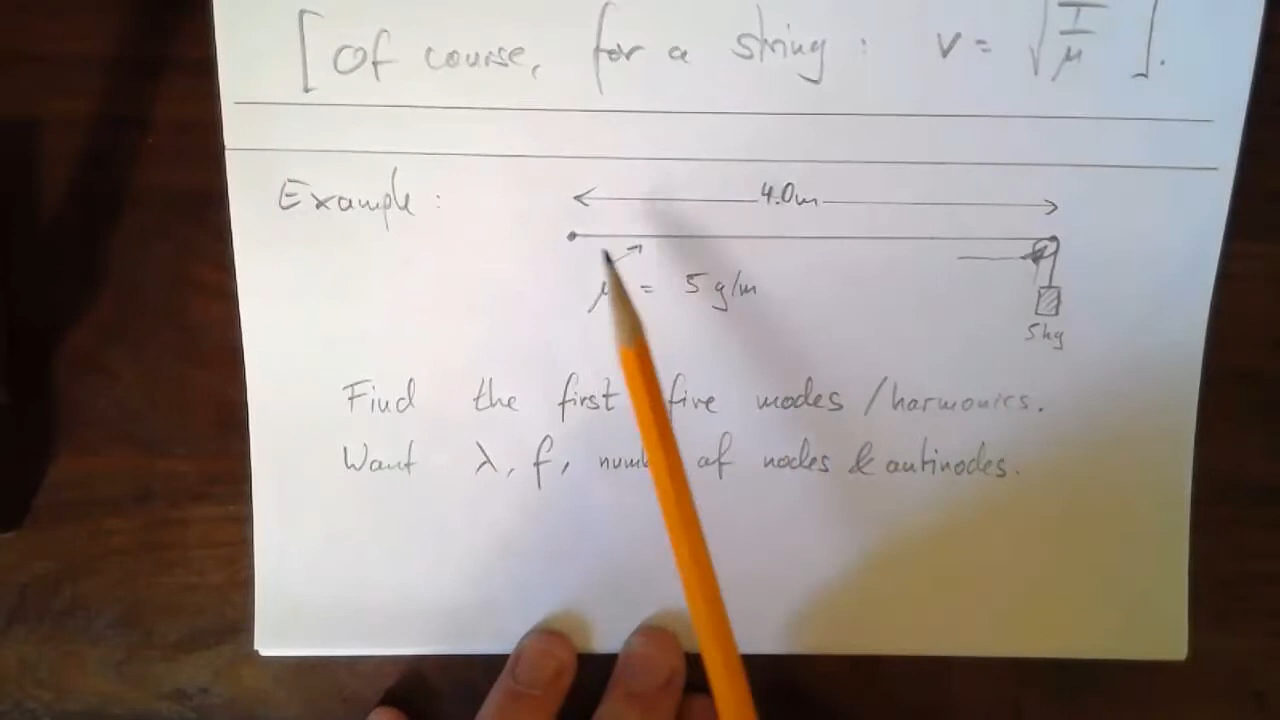 [Of course, for a string: v = √T/μ ].
Example:
4.0m
μ = 5 g/m
5kg
Find the first five modes/harmonics.
Want λ, f, num of nodes & antinodes.